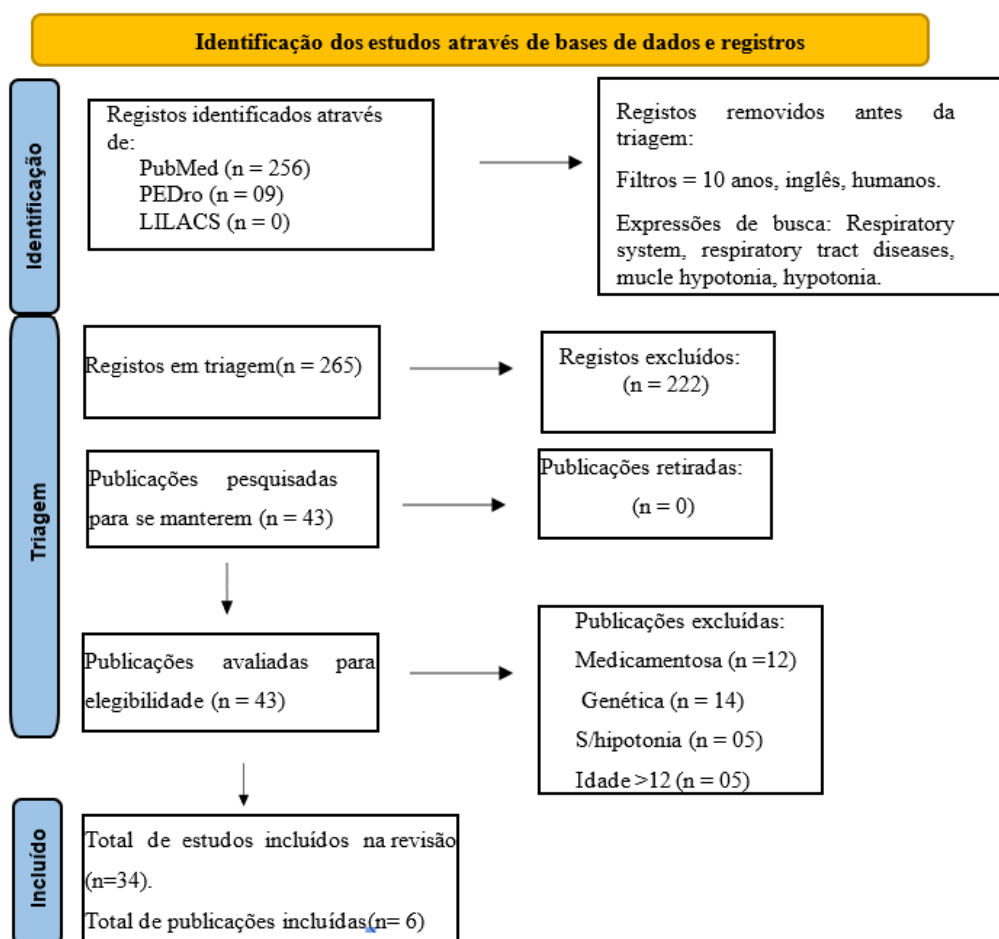 Identificação dos estudos através de bases de dados e registros
Identificação
Registos identificados através
de:
PubMed (n = 256)
PEDro (n = 09)
LILACS (n = 0)
Registos removidos antes da
triagem:
Filtros = 10 anos, inglês, humanos.
Expressões de busca: Respiratory
system, respiratory tract diseases,
mucle hypotonia, hypotonia.
Triagem
Registos em triagem(n = 265)
Registos excluídos:
(n = 222)
Publicações pesquisadas
para se manterem (n = 43)
Publicações retiradas:
(n = 0)
Publicações avaliadas para
elegibilidade (n = 43)
Publicações excluídas:
Medicamentosa (n =12)
Genética (n = 14)
S/hipotonia (n = 05)
Idade >12 (n = 05)
Incluído
Total de estudos incluídos na revisão
(n=34).
Total de publicações incluídas(n= 6)